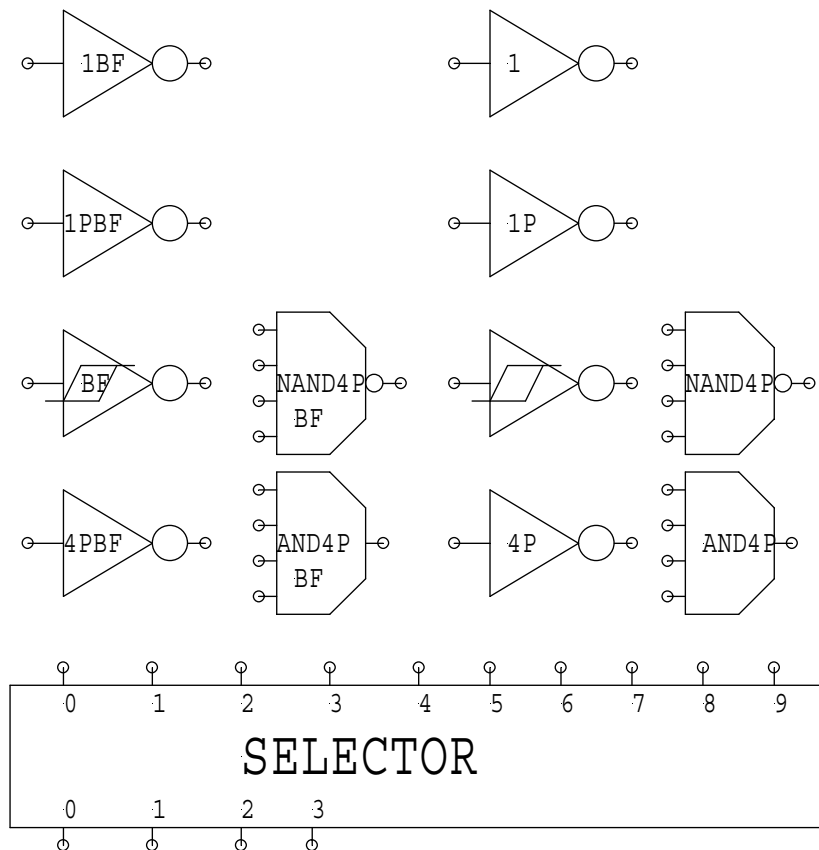 1BF 1
1PBF 1P
BF NAND4P NAND4P
BF
4PBF AND4P 4P AND4P
BF
0 1 2 3 4 5 6 7 8 9
SELECTOR
0 1 2 3